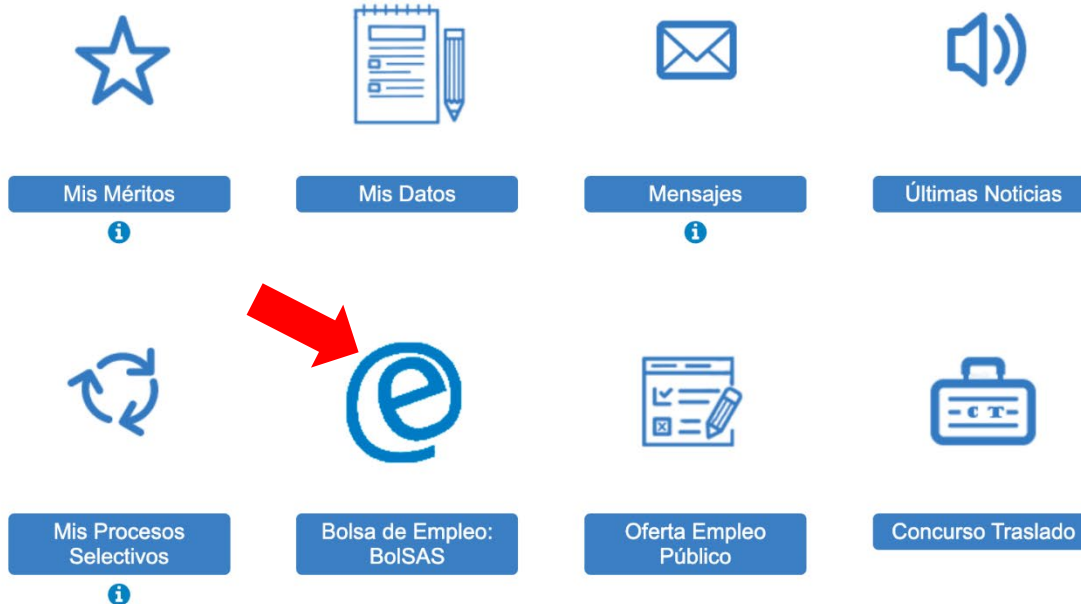 Mis Méritos
Mis Datos
Mensajes
Últimas Noticias
e
C T
Mis Procesos
Selectivos
Bolsa de Empleo:
BolSAS
Oferta Empleo
Público
Concurso Traslado